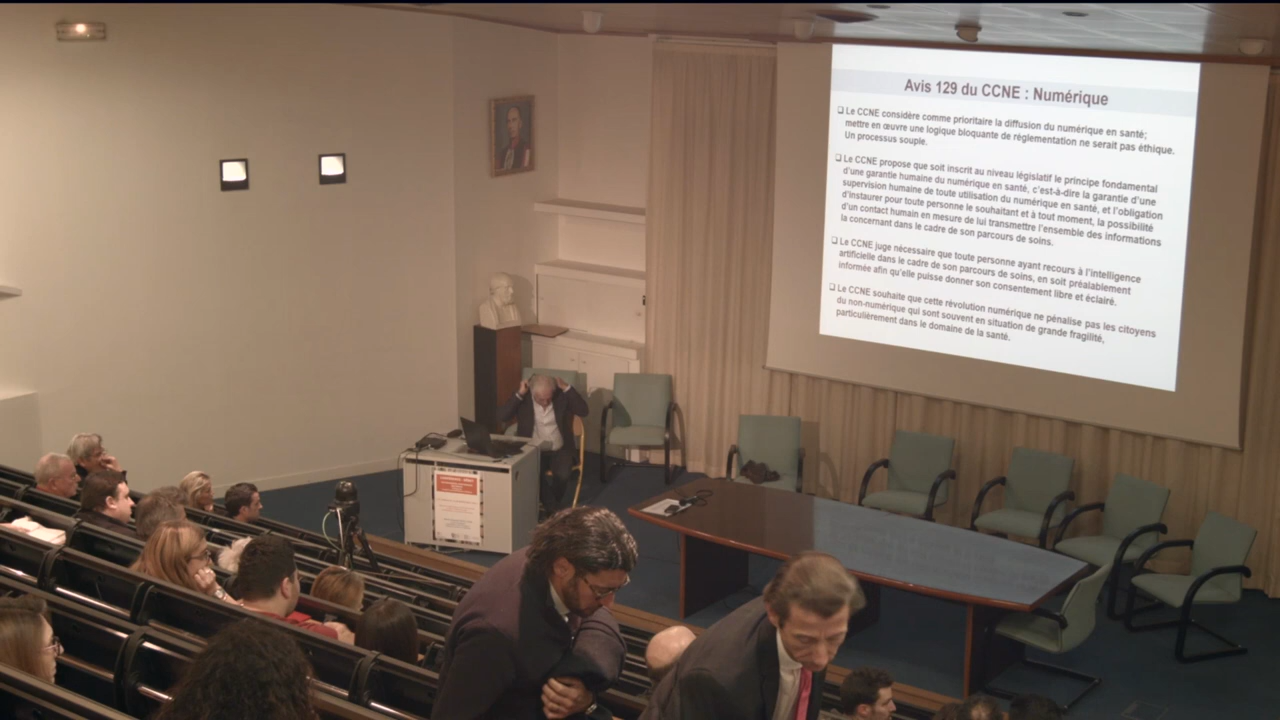 Avis 129 du CCNE : Numérique
❑ Le CCNE considère comme prioritaire la diffusion du numérique en santé;
mettre en œuvre une logique bloquante de règlementation ne serait pas éthique.
Un processus souple.
❑ Le CCNE propose que soit inscrit au niveau législatif le principe fondamental
d'une garantie humaine du numérique en santé, c'est-à-dire la garantie d'une
supervision humaine de toute utilisation du numérique en santé, et l'obligation
d'instaurer pour toute personne le souhaitant et à tout moment, la possibilité
d'un contact humain en mesure de lui transmettre l'ensemble des informations
la concernant dans le cadre de son parcours de soins.
❑ Le CCNE juge nécessaire que toute personne ayant recours à l'intelligence
artificielle dans le cadre de son parcours de soins, en soit préalablement
informée afin qu'elle puisse donner son consentement libre et éclairé.
❑ Le CCNE souhaite que cette révolution numérique ne pénalise pas les citoyens
du non-numérique qui sont souvent en situation de grande fragilité,
particulièrement dans le domaine de la santé.